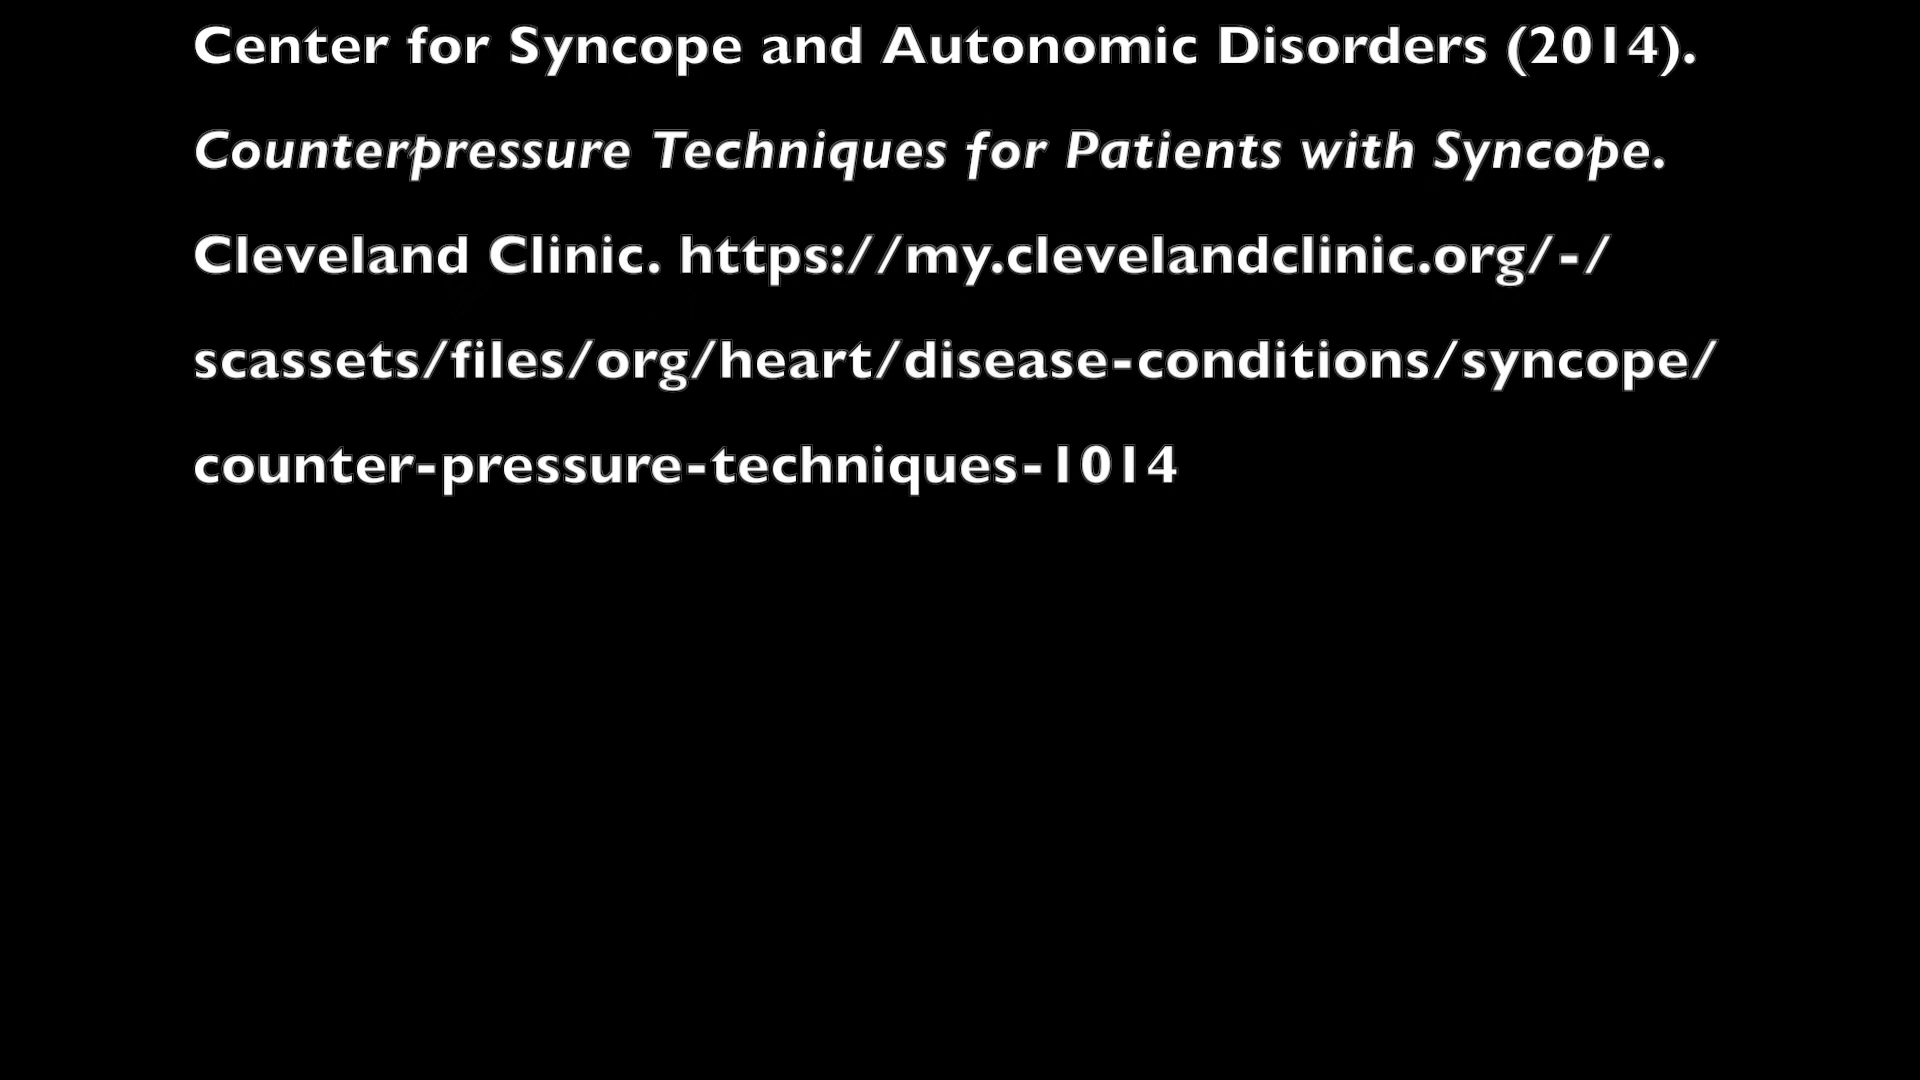 Center for Syncope and Autonomic Disorders (2014).
Counterpressure Techniques for Patients with Syncope.
Cleveland Clinic. https://my.clevelandclinic.org/-/
scassets/files/org/heart/disease-conditions/syncope/
counter-pressure-techniques-1014